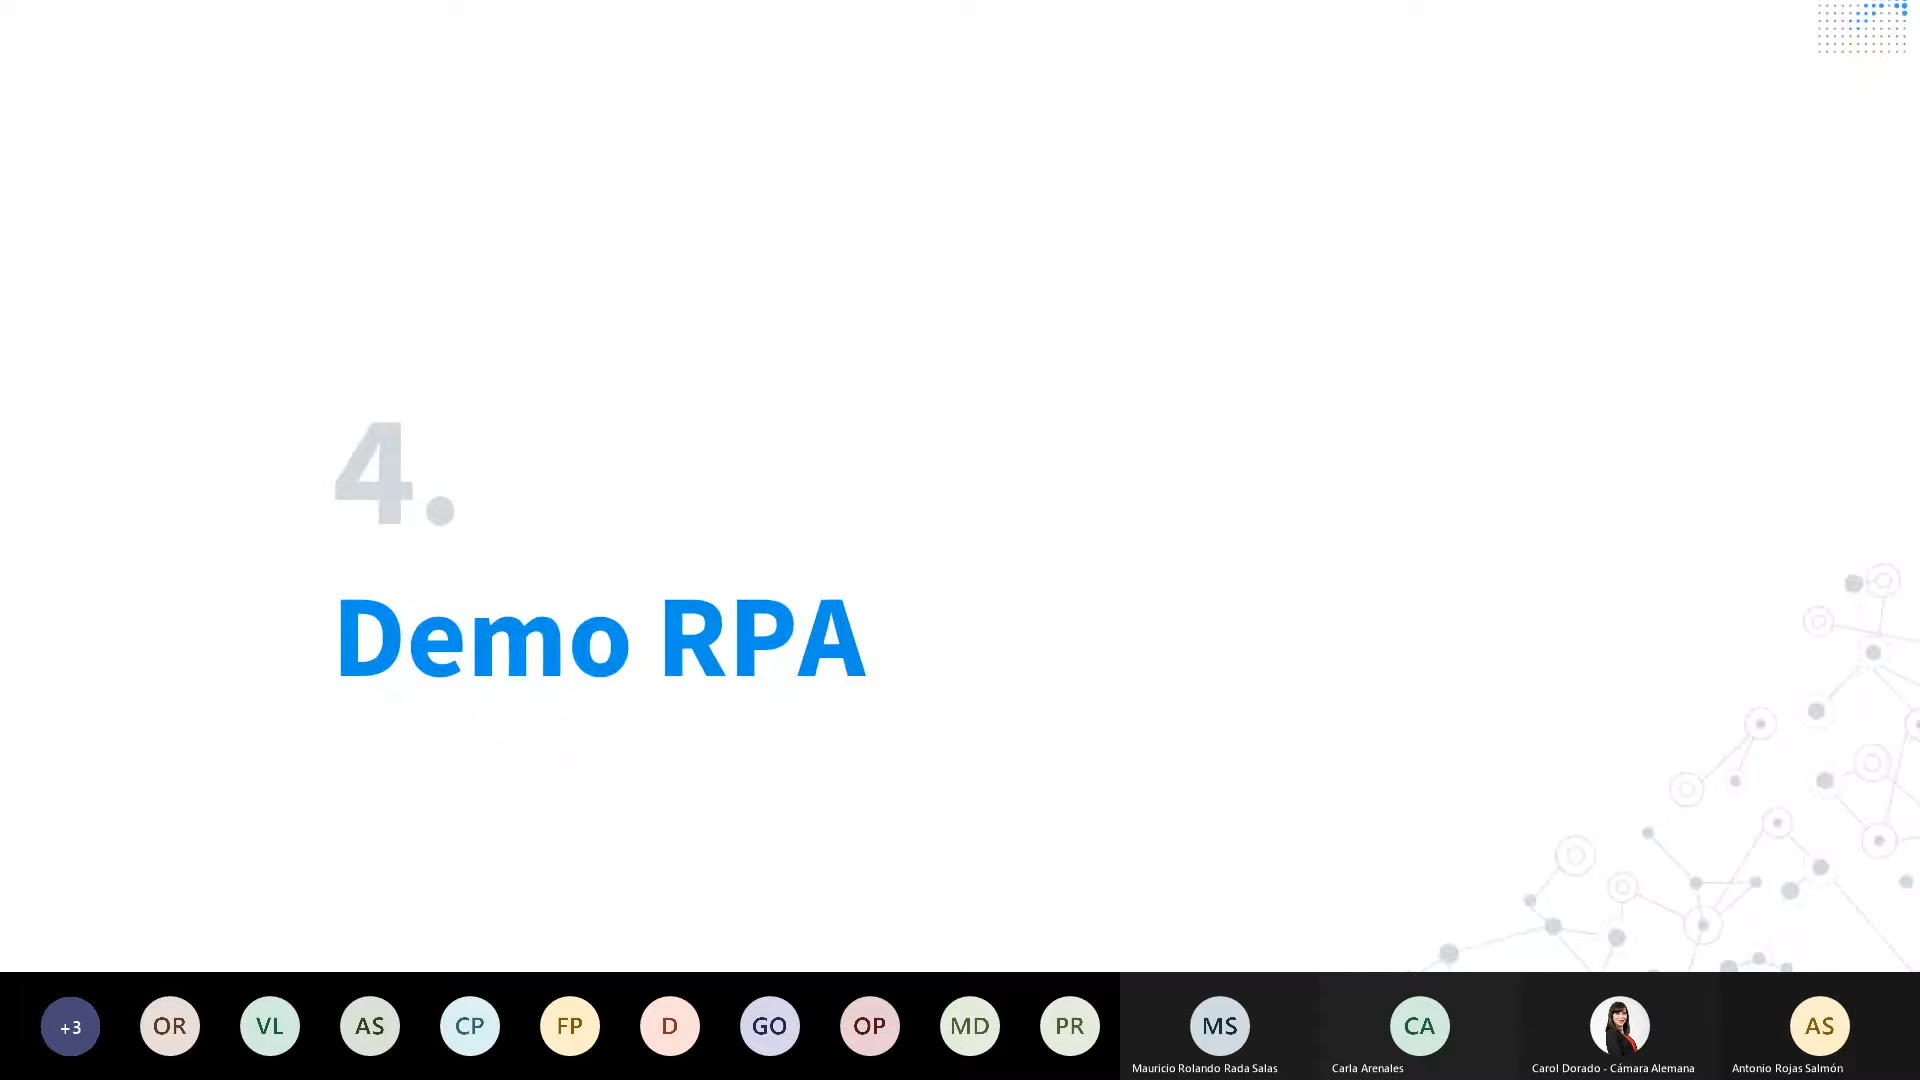 4.
Demo RPA
+3
OR
VL
AS
CP
FP
D
GO
OP
MD
PR
MS
CA
AS
Mauricio Rolando Rada Salas
Carla Arenales
Carol Dorado - Cámara Alemana
Antonio Rojas Salmón